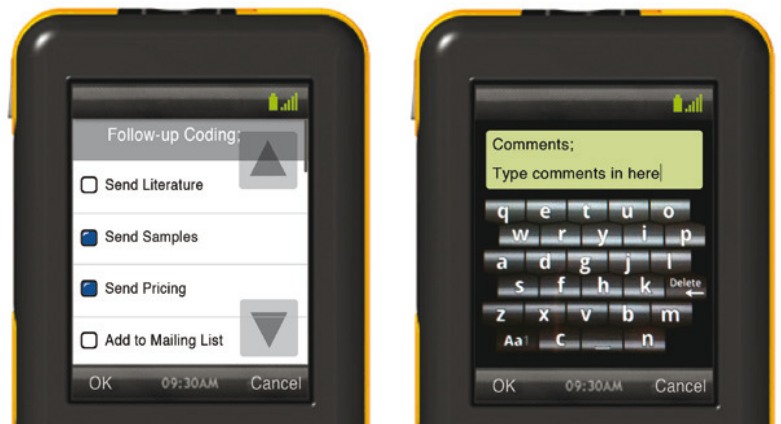 Follow-up Coding;
Send Literature
Send Samples
Send Pricing
Add to Mailing List
OK 09:30AM Cancel
Comments;
Type comments in here
q e t u o
w r y i p
a d g j l
s f h k Delete
z x v b m
Aa1 c _ n
OK 09:30AM Cancel